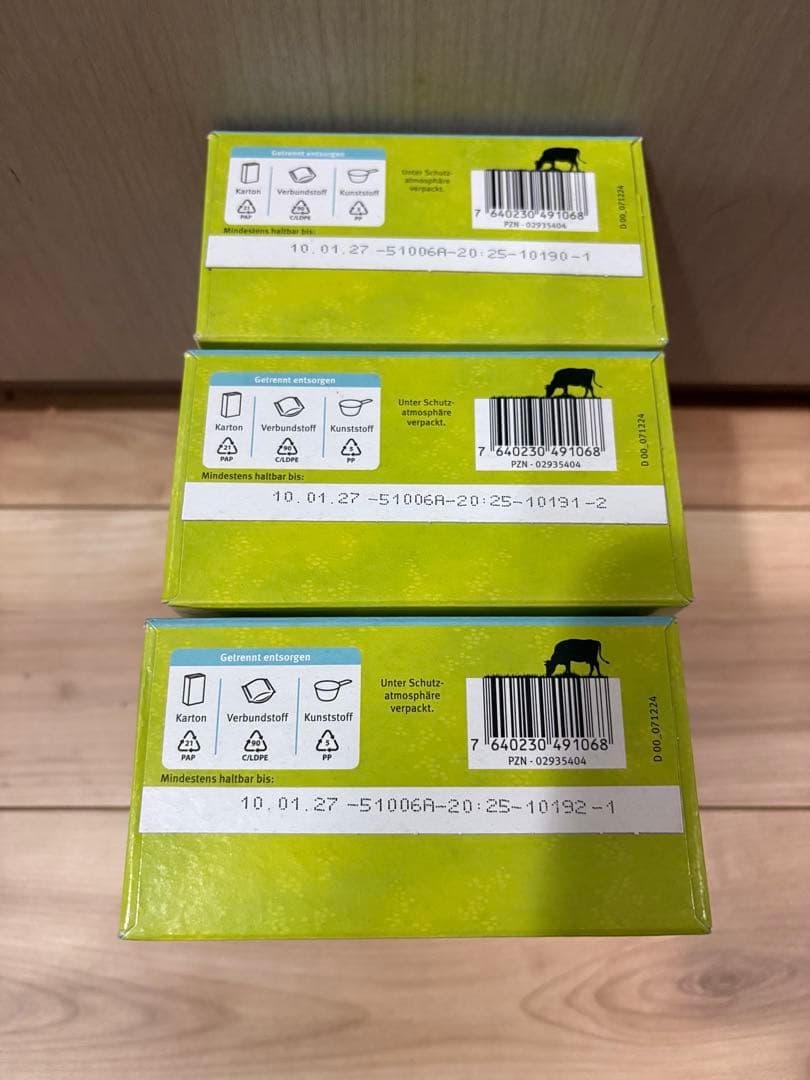 Getrennt entsorgen
Karton Verbundstoff Kunststoff
21 90 5
PAP C/LDPE PP
Unter Schutz-
atmosphäre
verpackt.
7 640230 491068
PZN - 02935404
D 00_071224
Mindestens haltbar bis:
10.01.27 -51006A-20:25-10190-1
Getrennt entsorgen
Karton Verbundstoff Kunststoff
21 90 5
PAP C/LDPE PP
Unter Schutz-
atmosphäre
verpackt.
7 640230 491068
PZN - 02935404
D 00_071224
Mindestens haltbar bis:
10.01.27 -51006A-20:25-10191-2
Getrennt entsorgen
Karton Verbundstoff Kunststoff
21 90 5
PAP C/LDPE PP
Unter Schutz-
atmosphäre
verpackt.
7 640230 491068
PZN - 02935404
D 00_071224
Mindestens haltbar bis:
10.01.27 -51006A-20:25-10192-1